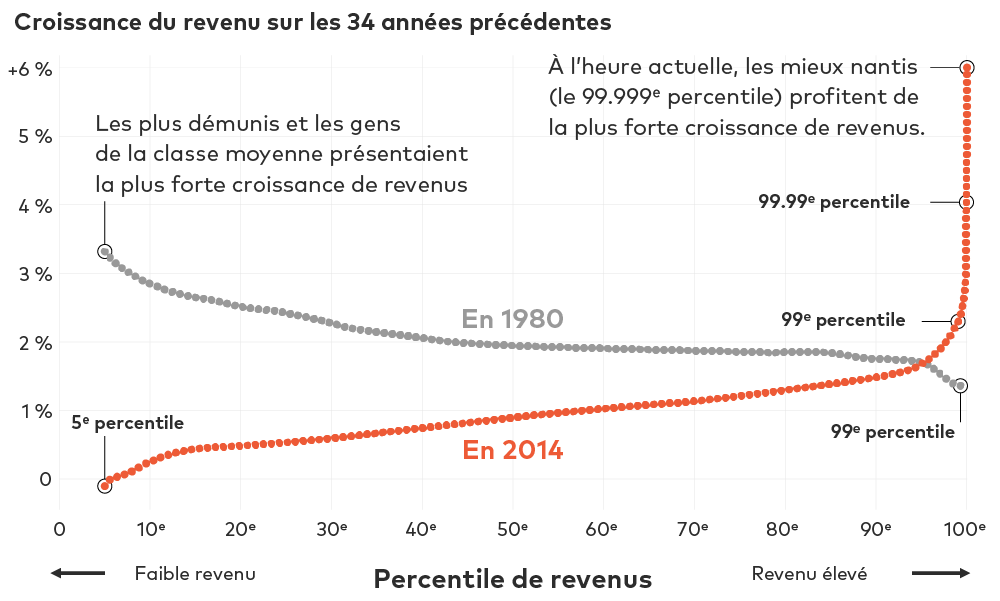 Croissance du revenu sur les 34 années précédentes
+6 %
5 %
4 %
3 %
2 %
1 %
0
À l’heure actuelle, les mieux nantis
(le 99.999ᵉ percentile) profitent de
la plus forte croissance de revenus.
Les plus démunis et les gens
de la classe moyenne présentaient
la plus forte croissance de revenus
99.99ᵉ percentile
En 1980
99ᵉ percentile
5ᵉ percentile
99ᵉ percentile
En 2014
0 10ᵉ 20ᵉ 30ᵉ 40ᵉ 50ᵉ 60ᵉ 70ᵉ 80ᵉ 90ᵉ 100ᵉ
Faible revenu
Percentile de revenus
Revenu élevé